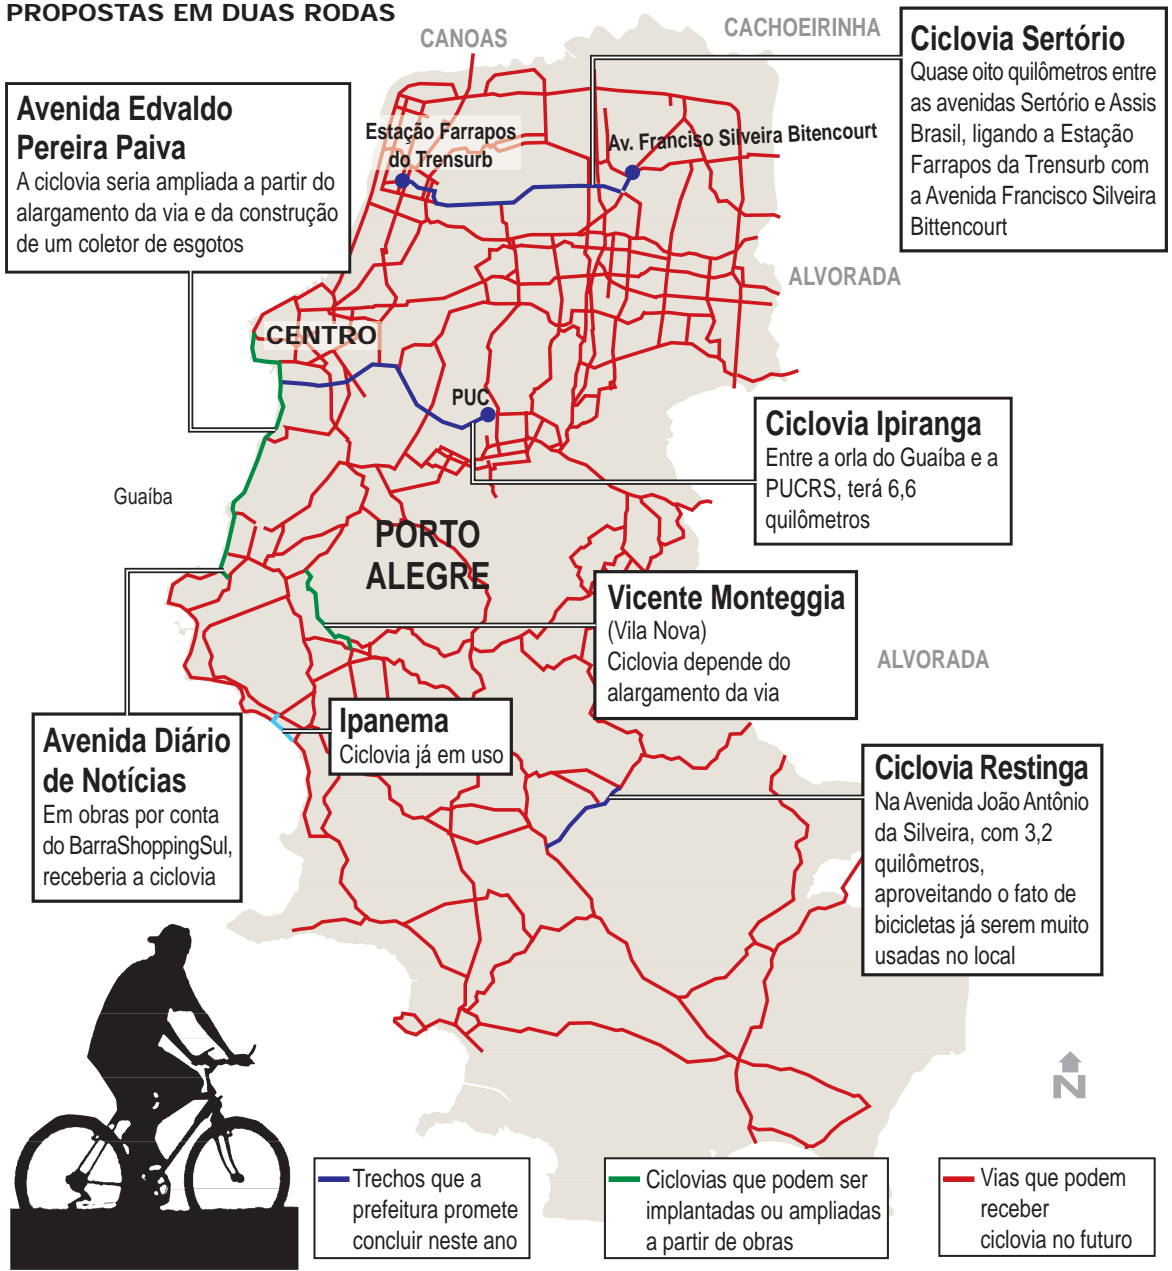 PROPOSTAS EM DUAS RODAS
CANOAS
CACHOEIRINHA
Ciclovia Sertório
Quase oito quilômetros entre
as avenidas Sertório e Assis
Brasil, ligando a Estação
Farrapos da Trensurb com
a Avenida Francisco Silveira
Bittencourt
Avenida Edvaldo
Pereira Paiva
A ciclovia seria ampliada a partir do
alargamento da via e da construção
de um coletor de esgotos
Estação Farrapos
do Trensurb
Av. Franciso Silveira Bitencourt
ALVORADA
CENTRO
PUC
Ciclovia Ipiranga
Entre a orla do Guaíba e a
PUCRS, terá 6,6
quilômetros
Guaíba
PORTO
ALEGRE
Vicente Monteggia
(Vila Nova)
Ciclovia depende do
alargamento da via
ALVORADA
Avenida Diário
de Notícias
Em obras por conta
do BarraShoppingSul,
receberia a ciclovia
Ipanema
Ciclovia já em uso
Ciclovia Restinga
Na Avenida João Antônio
da Silveira, com 3,2
quilômetros,
aproveitando o fato de
bicicletas já serem muito
usadas no local
N
Trechos que a
prefeitura promete
concluir neste ano
Ciclovias que podem ser
implantadas ou ampliadas
a partir de obras
Vias que podem
receber
ciclovia no futuro